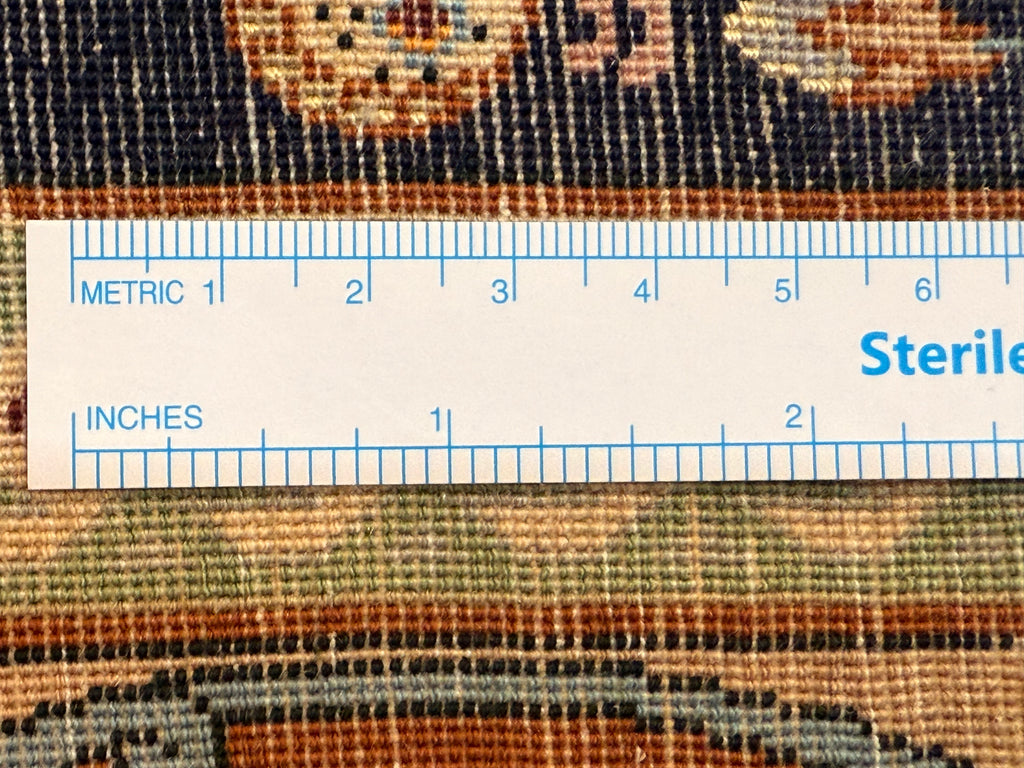 METRIC 1 2 3 4 5 6
Sterile
INCHES 1 2